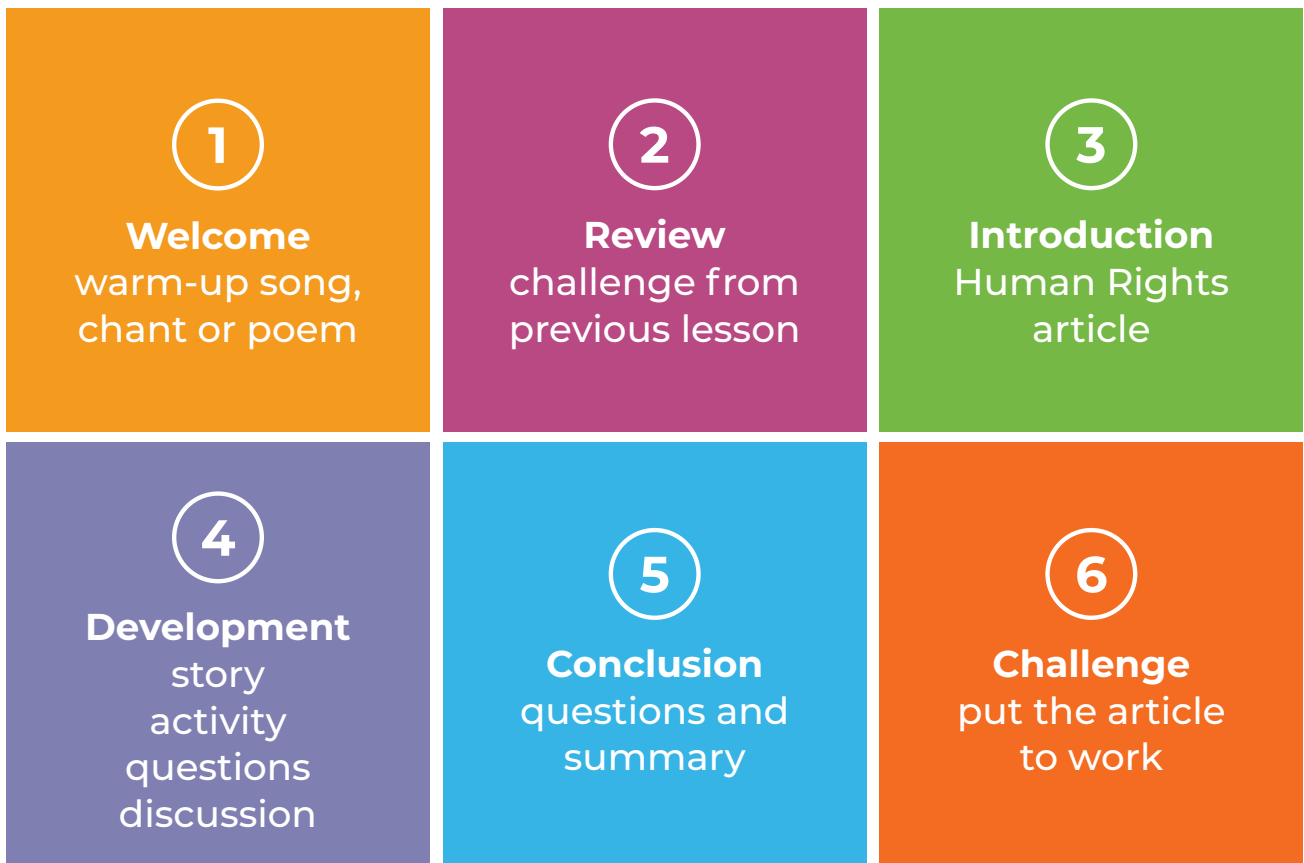 1
Welcome
warm-up song,
chant or poem
2
Review
challenge from
previous lesson
3
Introduction
Human Rights
article
4
Development
story
activity
questions
discussion
5
Conclusion
questions and
summary
6
Challenge
put the article
to work